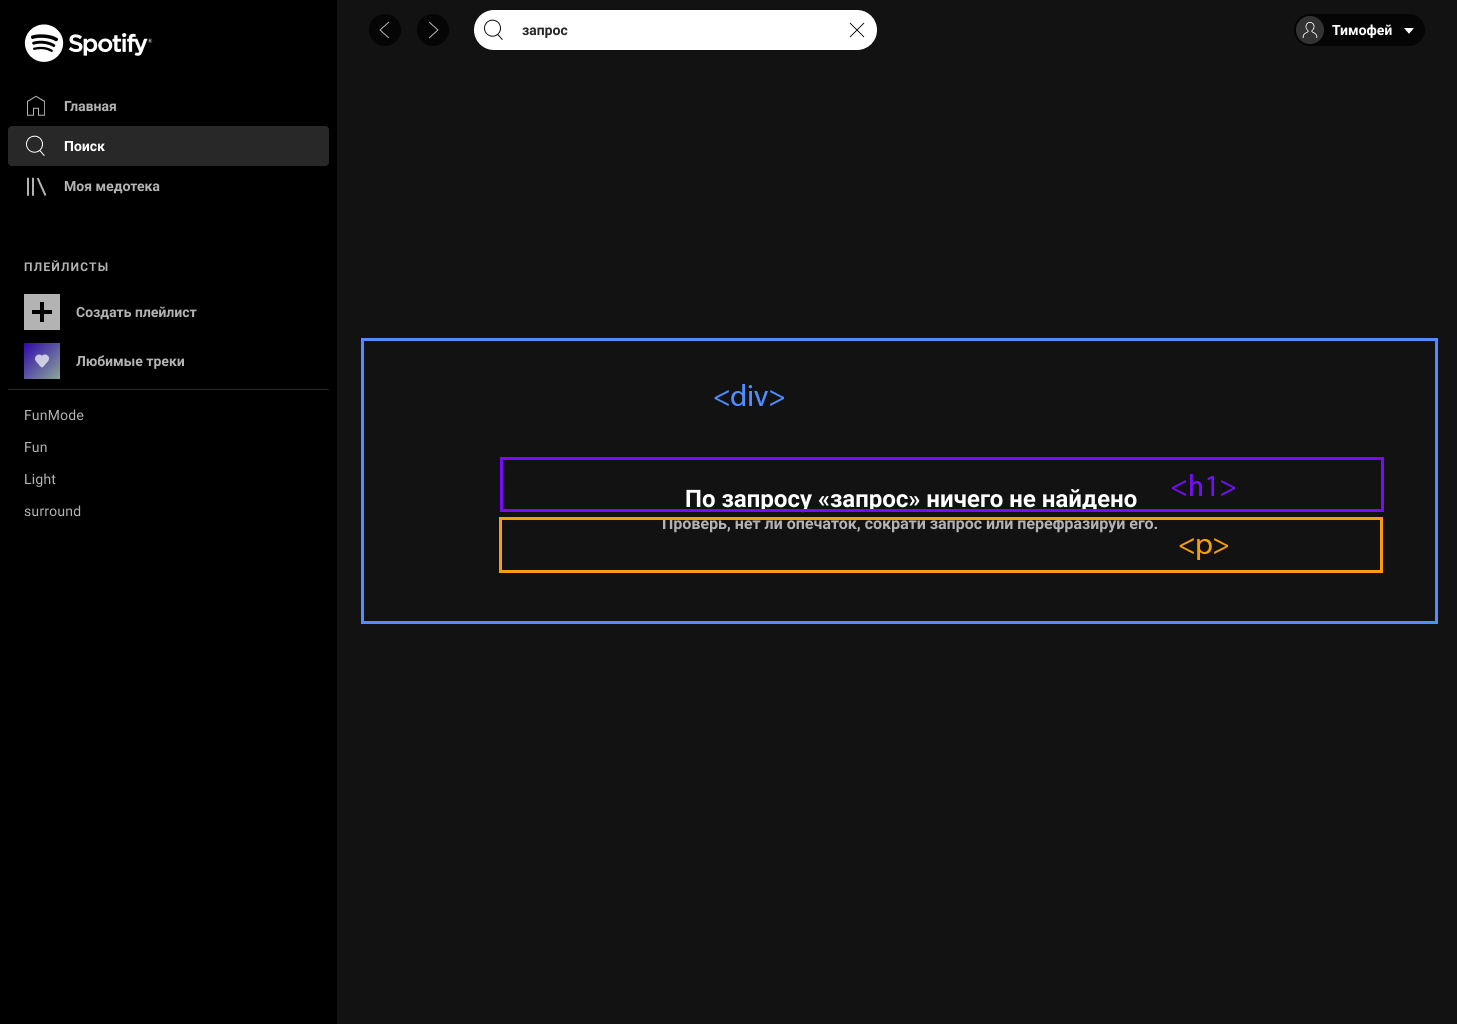 Spotify®
Главная
Поиск
Моя медотека
ПЛЕЙЛИСТЫ
Создать плейлист
Любимые треки
FunMode
Fun
Light
surround
запрос
Тимофей
<div>
<h1>
По запросу «запрос» ничего не найдено
Проверь, нет ли опечаток, сократи запрос или перефразируй его.
<p>